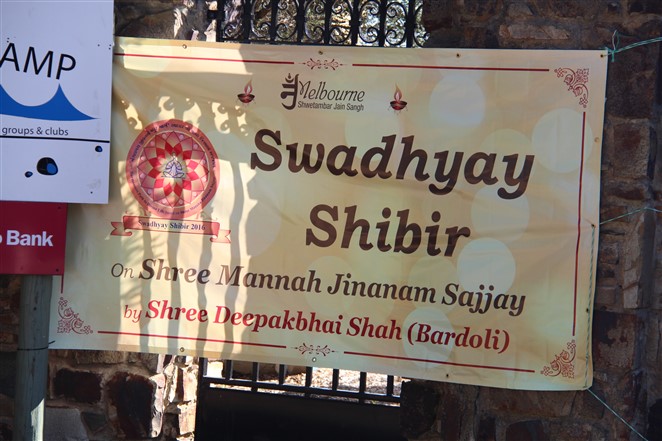 AMP
groups & clubs
Bank
Melbourne
Shwetambar Jain Sangh
Swadhyay
Shibir
Swadhyay Shibir 2016
On Shree Mannah Jinanam Sajjay
by Shree Deepakbhai Shah (Bardoli)